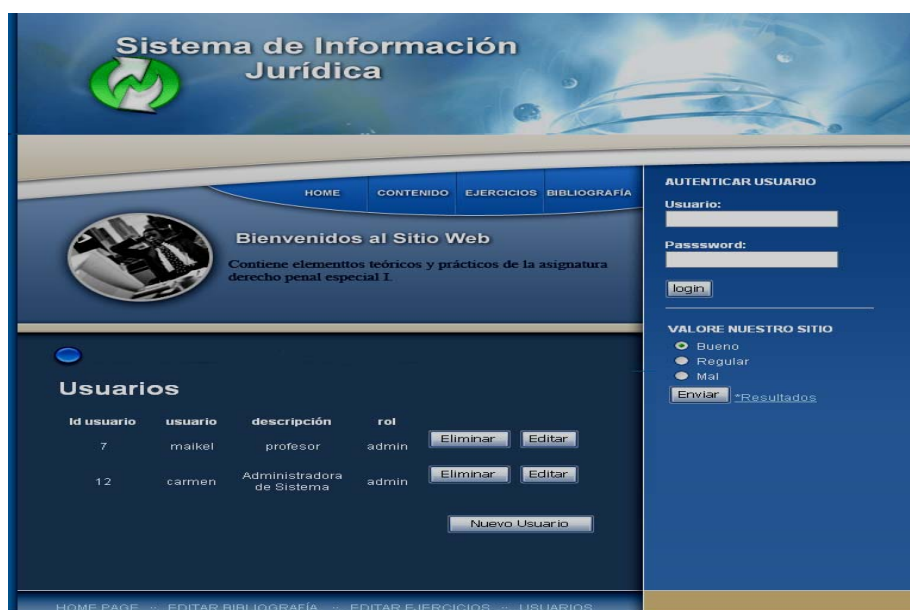 Sistema de Información
Jurídica
HOME CONTENIDO EJERCICIOS BIBLIOGRAFÍA
Bienvenidos al Sitio Web
Contiene elementtos teóricos y prácticos de la asignatura
derecho penal especial I.
AUTENTICAR USUARIO
Usuario:
Passsword:
login
VALORE NUESTRO SITIO
Bueno
Regular
Mal
Enviar *Resultados
Usuarios
Id usuario usuario descripción rol
7 maikel profesor admin Eliminar Editar
12 carmen Administradora de Sistema admin Eliminar Editar
Nuevo Usuario
HOME PAGE -- EDITAR BIBLIOGRAFÍA -- EDITAR EJERCICIOS -- USUARIOS